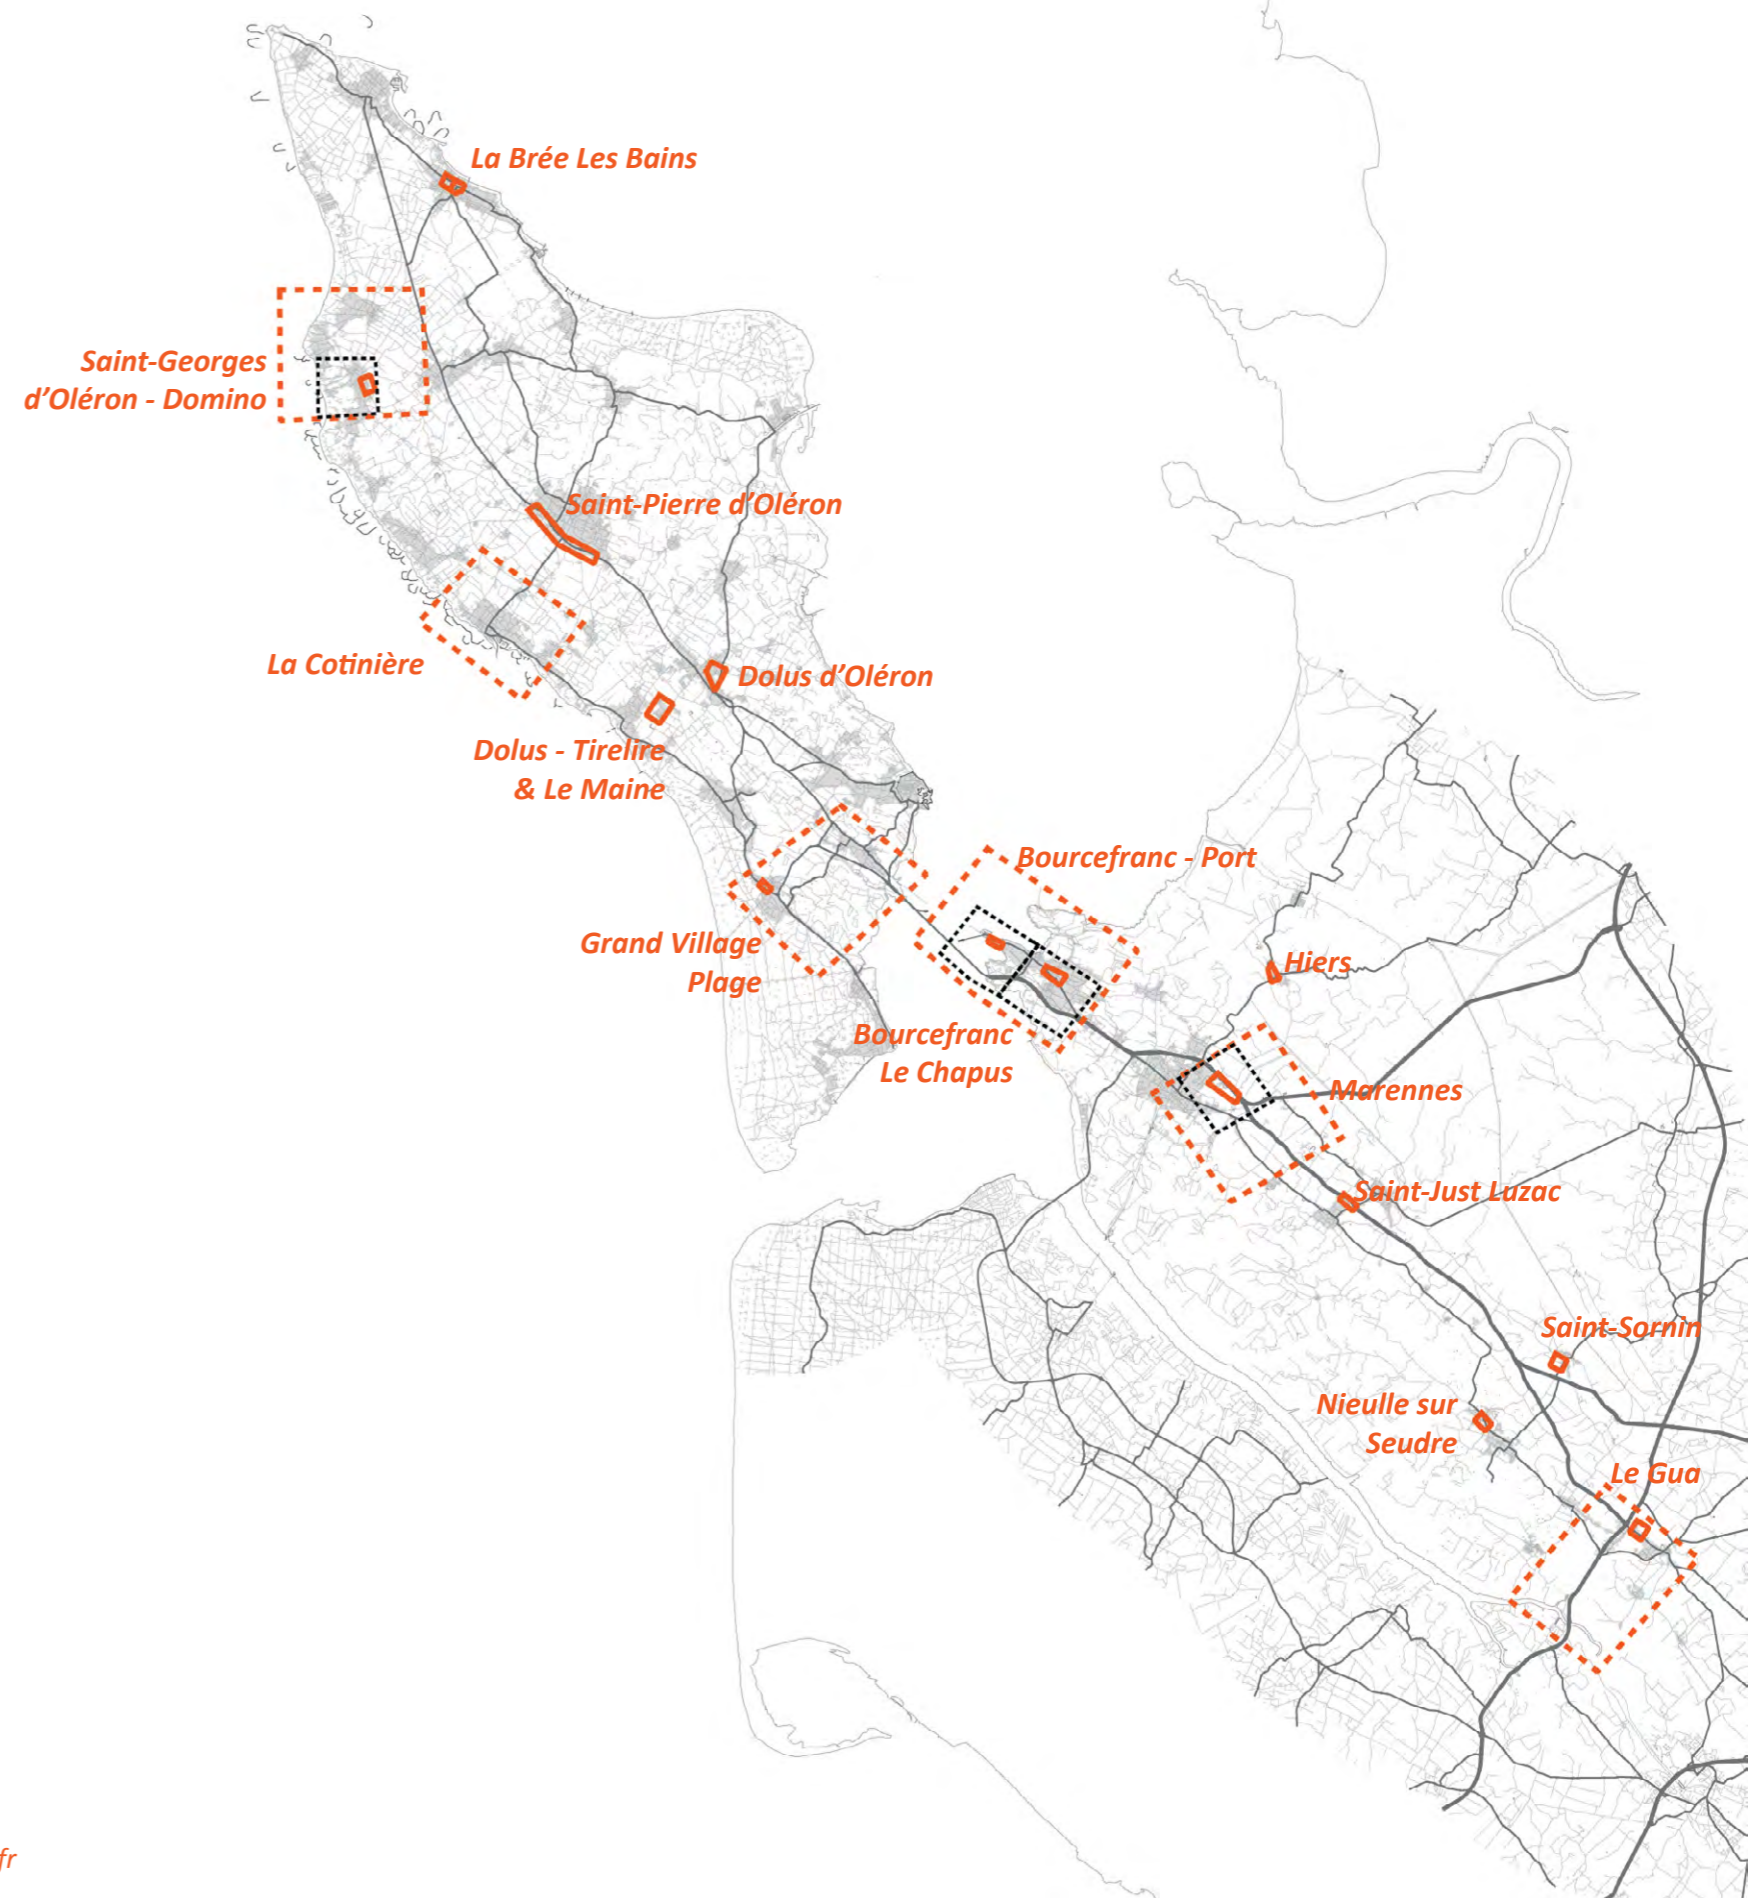 La Brée Les Bains
Saint-Georges
d'Oléron - Domino
Saint-Pierre d'Oléron
La Cotinière
Dolus d'Oléron
Dolus - Tirelire
& Le Maine
Bourcefranc - Port
Grand Village
Plage
Hiers
Bourcefranc
Le Chapus
Marennes
Saint-Just Luzac
Saint-Sornin
Nieulle sur
Seudre
Le Gua
fr